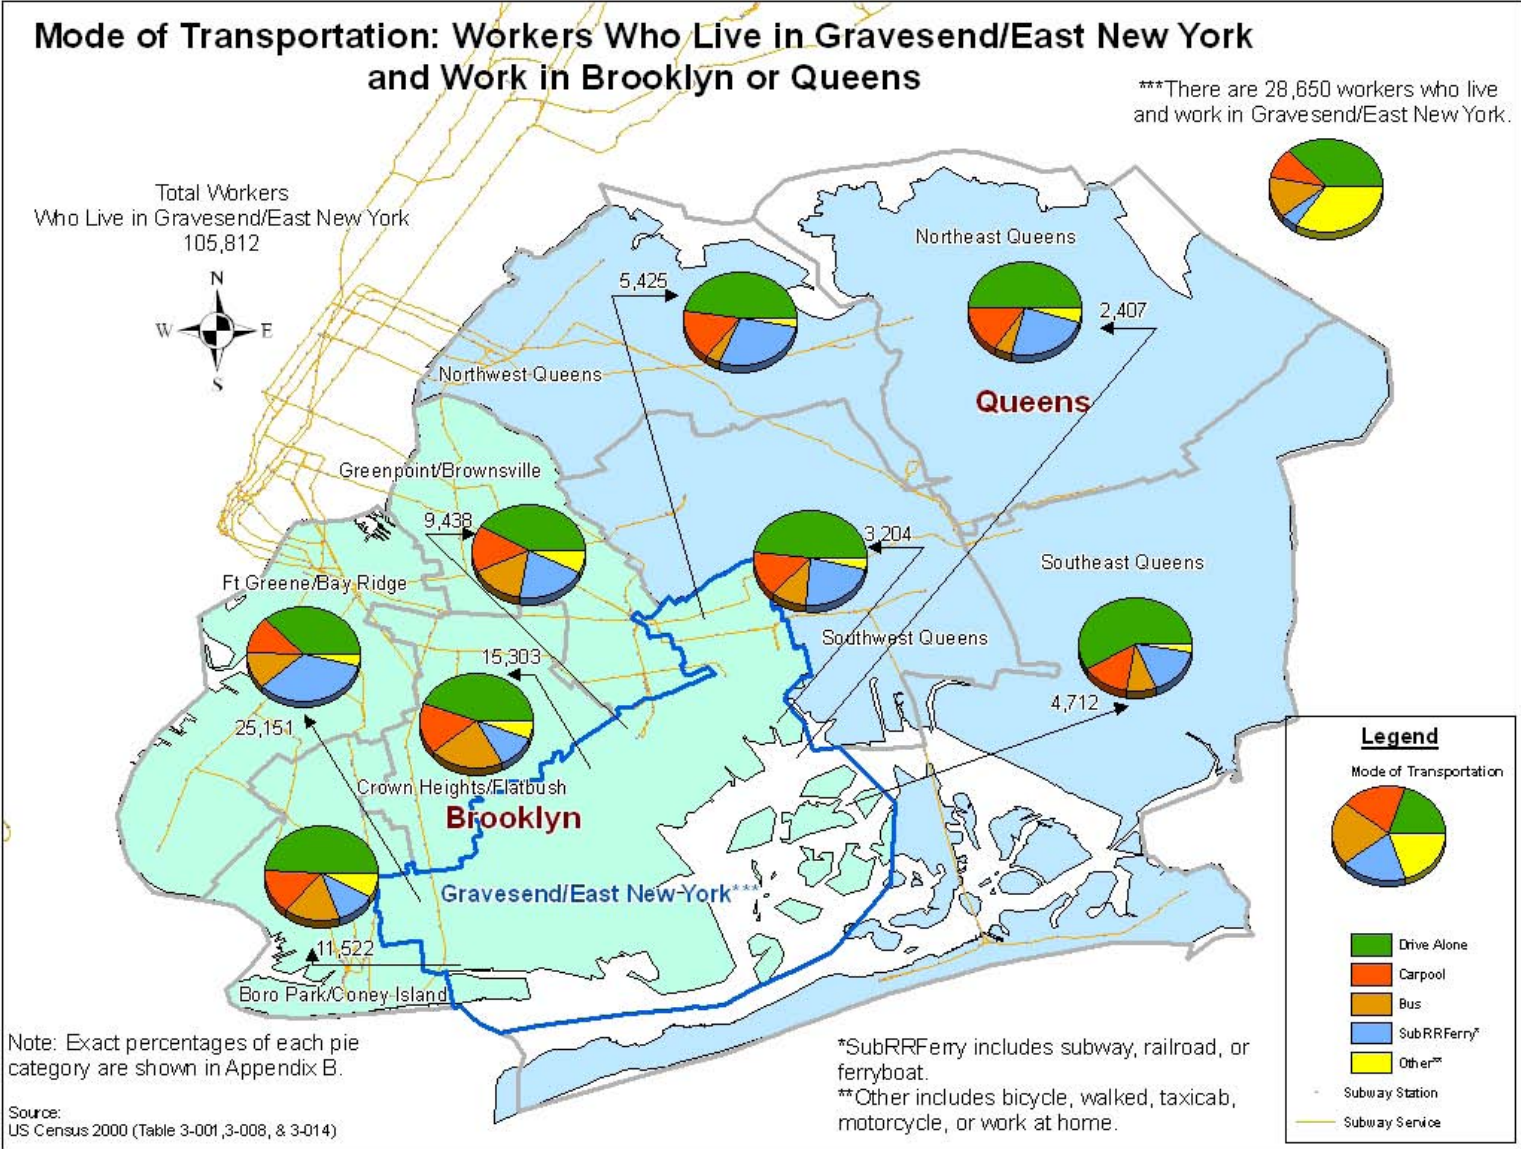 Mode of Transportation: Workers Who Live in Gravesend/East New York
and Work in Brooklyn or Queens
***There are 28,650 workers who live
and work in Gravesend/East New York.
Total Workers
Who Live in Gravesend/East New York
105,812
N
W
E
S
Northeast Queens
5,425
2,407
Northwest Queens
Queens
Greenpoint/Brownsville
9,438
3,204
Southeast Queens
Ft Greene/Bay Ridge
Southwest Queens
15,303
4,712
25,151
Crown Heights/Flatbush
Brooklyn
Gravesend/East New York***
11,522
Boro Park/Coney Island
Legend
Mode of Transportation
Drive Alone
Carpool
Bus
SubRRFerry*
Other**
Subway Station
Subway Service
Note: Exact percentages of each pie
category are shown in Appendix B.
Source:
US Census 2000 (Table 3-001,3-008, & 3-014)
*SubRRFerry includes subway, railroad, or
ferryboat.
**Other includes bicycle, walked, taxicab,
motorcycle, or work at home.